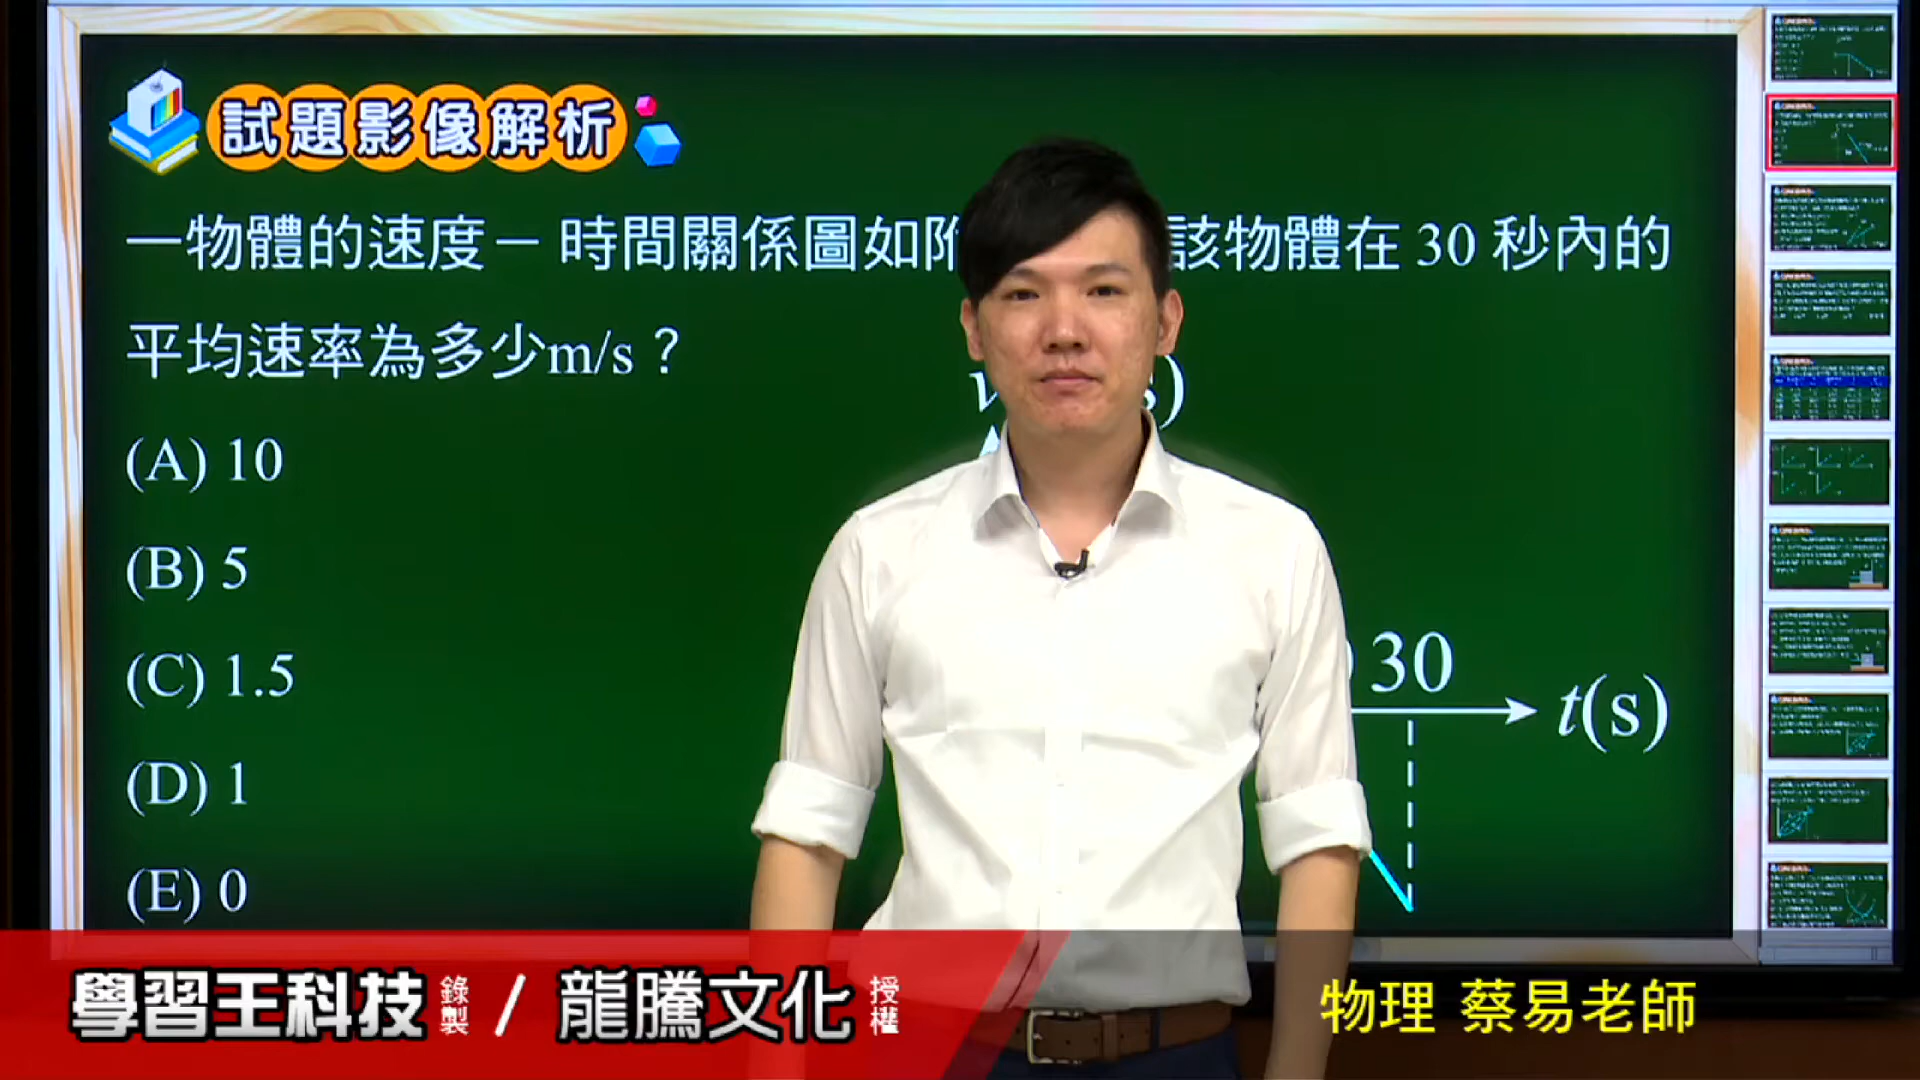 試題影像解析
一物體的速度－時間關係圖如附 該物體在 30 秒內的
平均速率為多少m/s？
(A) 10
(B) 5
(C) 1.5
(D) 1
(E) 0
v s)
30
t(s)
學習王科技 錄製 / 龍騰文化 授權
物理 蔡易老師